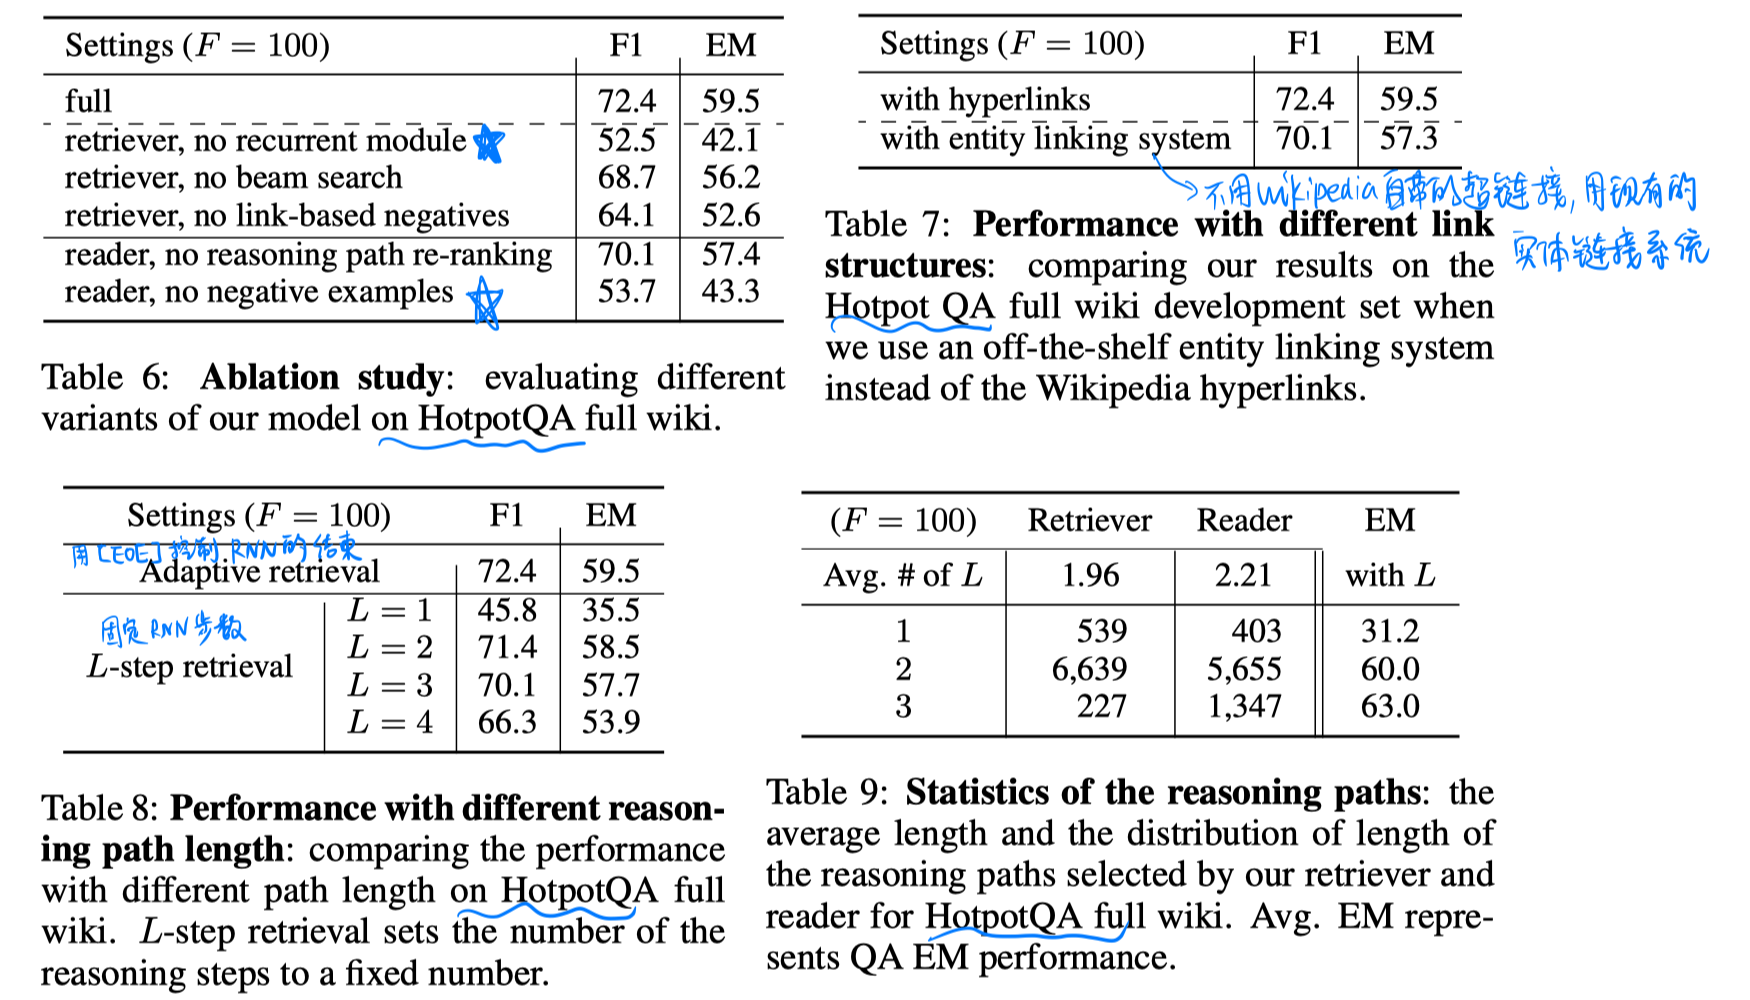 Settings (F = 100) F1 EM
full 72.4 59.5
retriever, no recurrent module 52.5 42.1
retriever, no beam search 68.7 56.2
retriever, no link-based negatives 64.1 52.6
reader, no reasoning path re-ranking 70.1 57.4
reader, no negative examples 53.7 43.3
Table 6: Ablation study: evaluating different
variants of our model on HotpotQA full wiki.
Settings (F = 100) F1 EM
with hyperlinks 72.4 59.5
with entity linking system 70.1 57.3
不用Wikipedia自带的超链接,用现有的
实体链接系统
Table 7: Performance with different link
structures: comparing our results on the
Hotpot QA full wiki development set when
we use an off-the-shelf entity linking system
instead of the Wikipedia hyperlinks.
Settings (F = 100) F1 EM
用[EOE]控制RNN的结束
Adaptive retrieval 72.4 59.5
固定RNN步数
L-step retrieval
L = 1 45.8 35.5
L = 2 71.4 58.5
L = 3 70.1 57.7
L = 4 66.3 53.9
Table 8: Performance with different reason-
ing path length: comparing the performance
with different path length on HotpotQA full
wiki. L-step retrieval sets the number of the
reasoning steps to a fixed number.
(F = 100) Retriever Reader EM
Avg. # of L 1.96 2.21 with L
1 539 403 31.2
2 6,639 5,655 60.0
3 227 1,347 63.0
Table 9: Statistics of the reasoning paths: the
average length and the distribution of length of
the reasoning paths selected by our retriever and
reader for HotpotQA full wiki. Avg. EM repre-
sents QA EM performance.